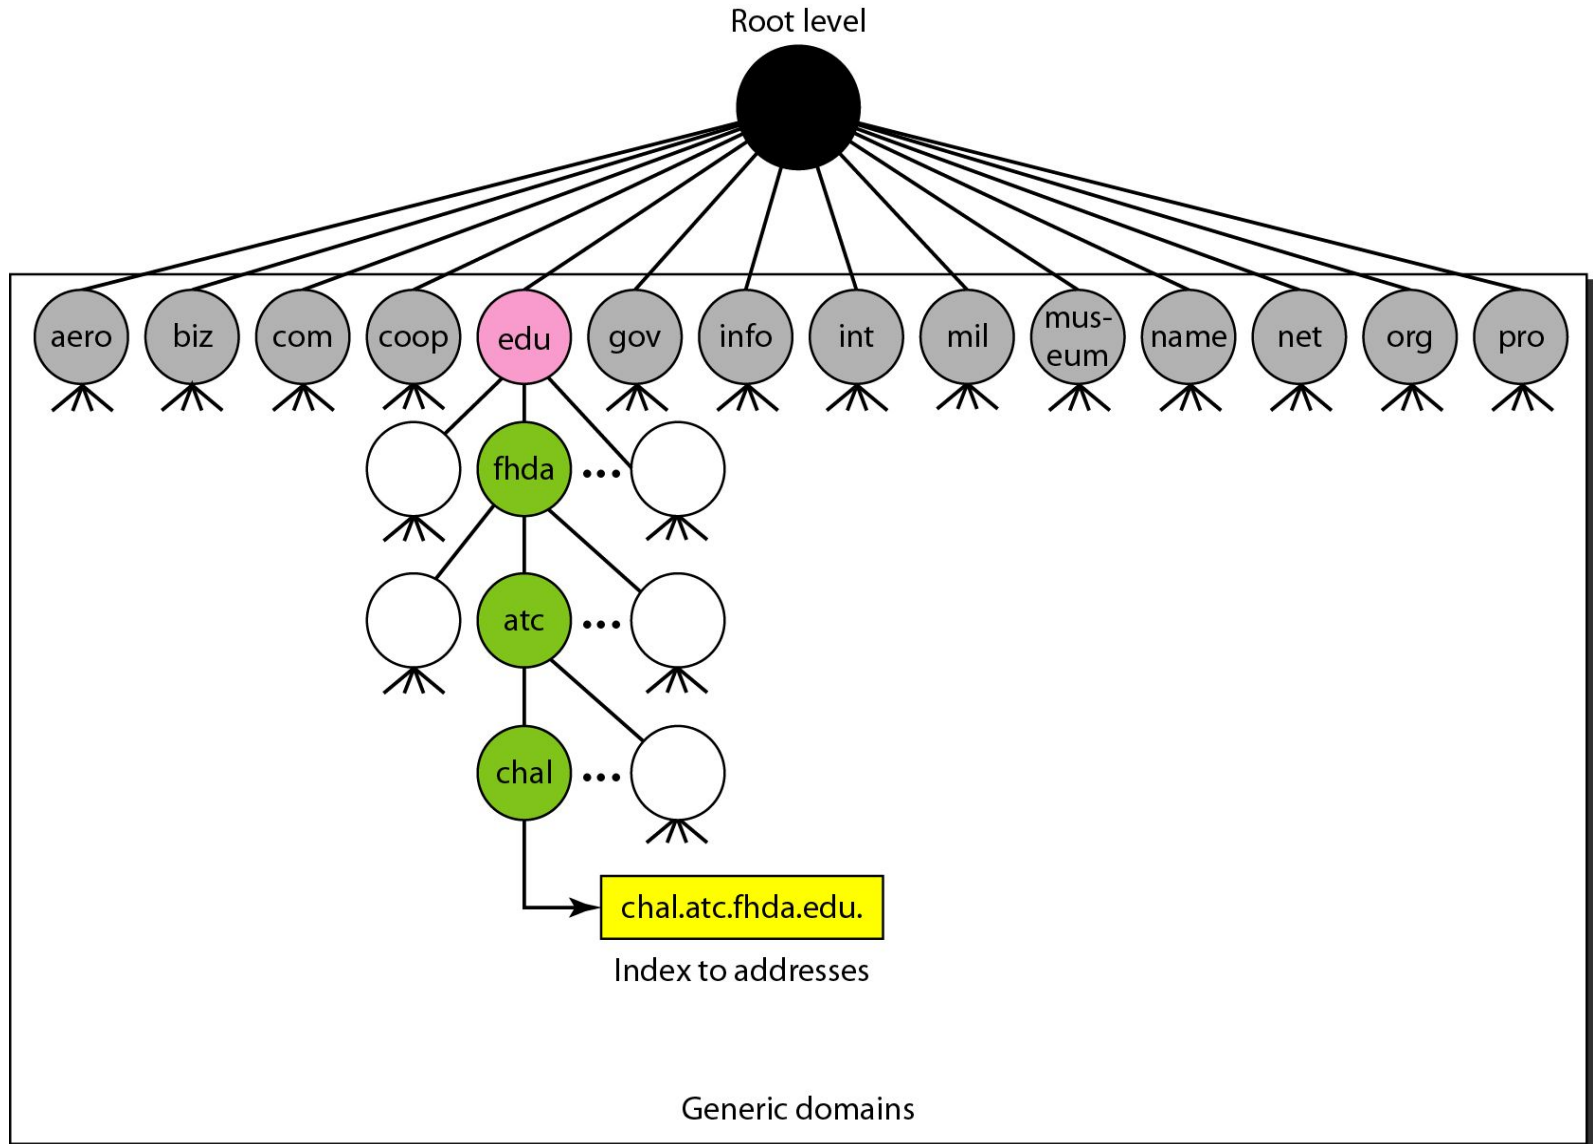 Root level
aero biz com coop edu gov info int mil mus-
eum name net org pro
fhda ...
atc ...
chal ...
chal.atc.fhda.edu.
Index to addresses
Generic domains